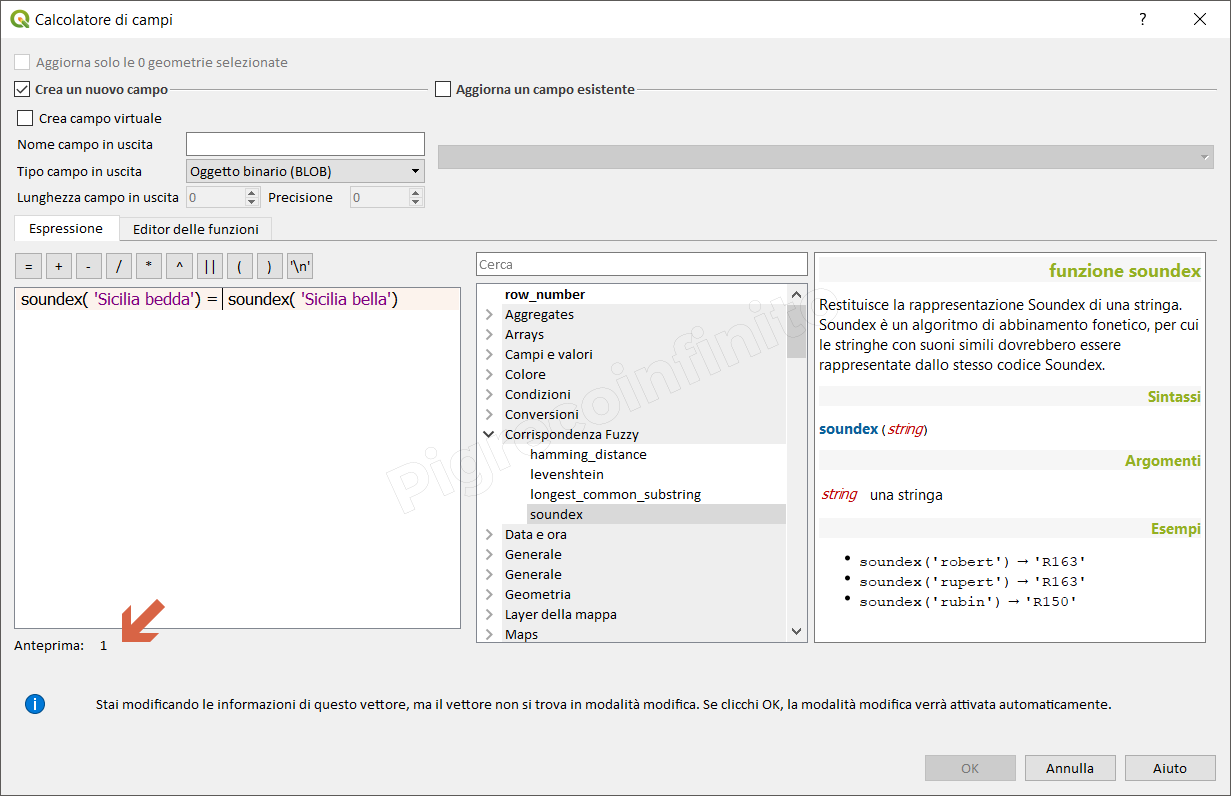 Calcolatore di campi
?
Aggiorna solo le 0 geometrie selezionate
Crea un nuovo campo
Aggiorna un campo esistente
Crea campo virtuale
Nome campo in uscita
Tipo campo in uscita Oggetto binario (BLOB)
Lunghezza campo in uscita 0 Precisione 0
Espressione Editor delle funzioni
= + - / * ^ || ( ) '\n'
soundex( 'Sicilia bedda') = soundex( 'Sicilia bella')
Anteprima: 1
Cerca
row_number
Aggregates
Arrays
Campi e valori
Colore
Condizioni
Conversioni
Corrispondenza Fuzzy
hamming_distance
levenshtein
longest_common_substring
soundex
Data e ora
Generale
Generale
Geometria
Layer della mappa
Maps
funzione soundex
Restituisce la rappresentazione Soundex di una stringa.
Soundex è un algoritmo di abbinamento fonetico, per cui
le stringhe con suoni simili dovrebbero essere
rappresentate dallo stesso codice Soundex.
Sintassi
soundex (string)
Argomenti
string una stringa
Esempi
• soundex('robert') → 'R163'
• soundex('rupert') → 'R163'
• soundex('rubin') → 'R150'
Pigrecoinfinito
Stai modificando le informazioni di questo vettore, ma il vettore non si trova in modalità modifica. Se clicchi OK, la modalità modifica verrà attivata automaticamente.
OK Annulla Aiuto